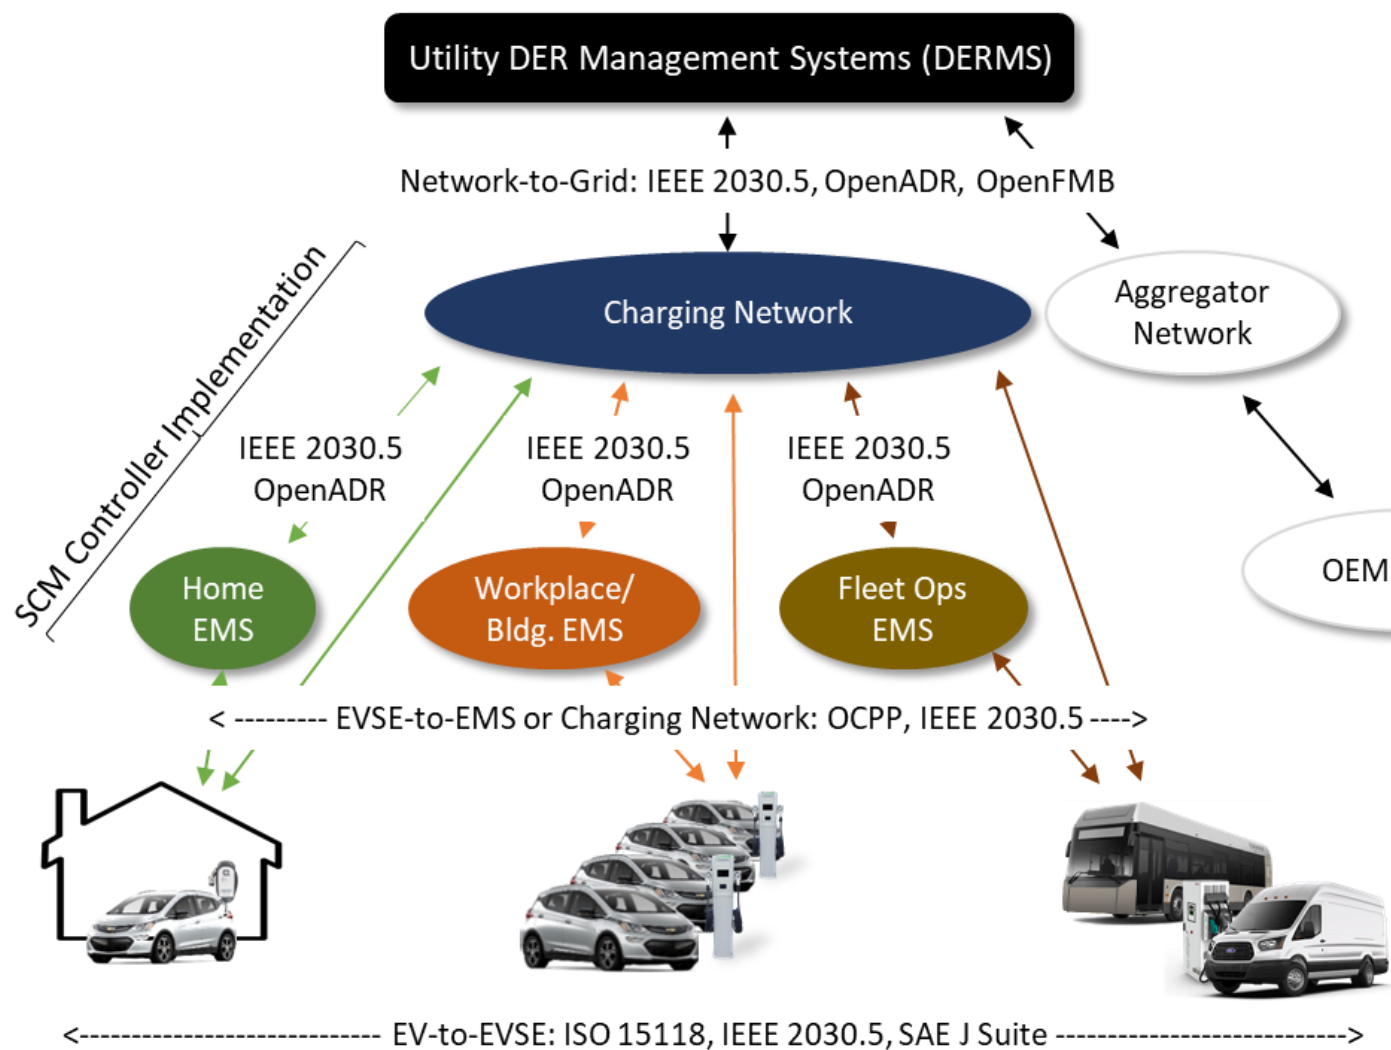 Utility DER Management Systems (DERMS)
Network-to-Grid: IEEE 2030.5, OpenADR, OpenFMB
SCM Controller Implementation
Charging Network
Aggregator
Network
IEEE 2030.5
OpenADR
IEEE 2030.5
OpenADR
IEEE 2030.5
OpenADR
Home
EMS
Workplace/
Bldg. EMS
Fleet Ops
EMS
OEM
< --------- EVSE-to-EMS or Charging Network: OCPP, IEEE 2030.5 ---->
<---------------------------- EV-to-EVSE: ISO 15118, IEEE 2030.5, SAE J Suite --------------------------->